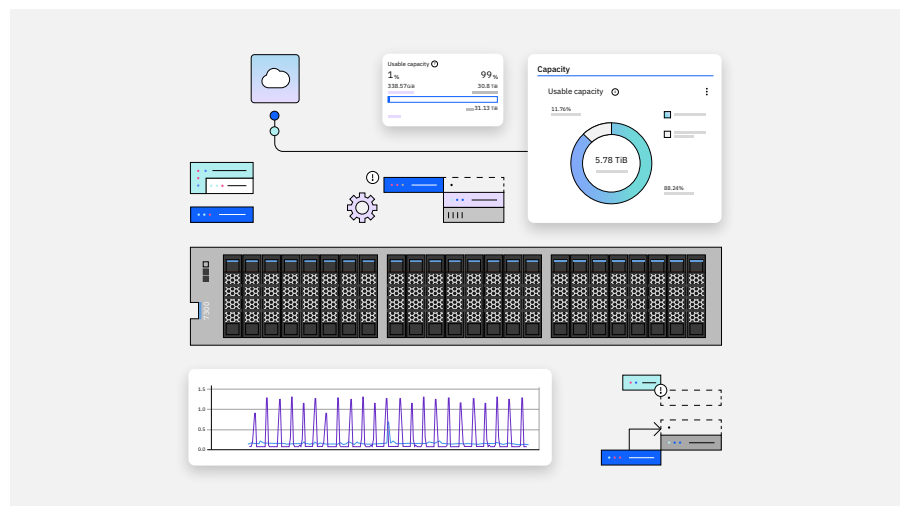 Usable capacity
1% 99%
338.57GiB 30.8 TiB
31.13 TiB
Capacity
Usable capacity
11.76%
5.78 TiB
88.24%
7300
1.5
1.0
0.5
0.0